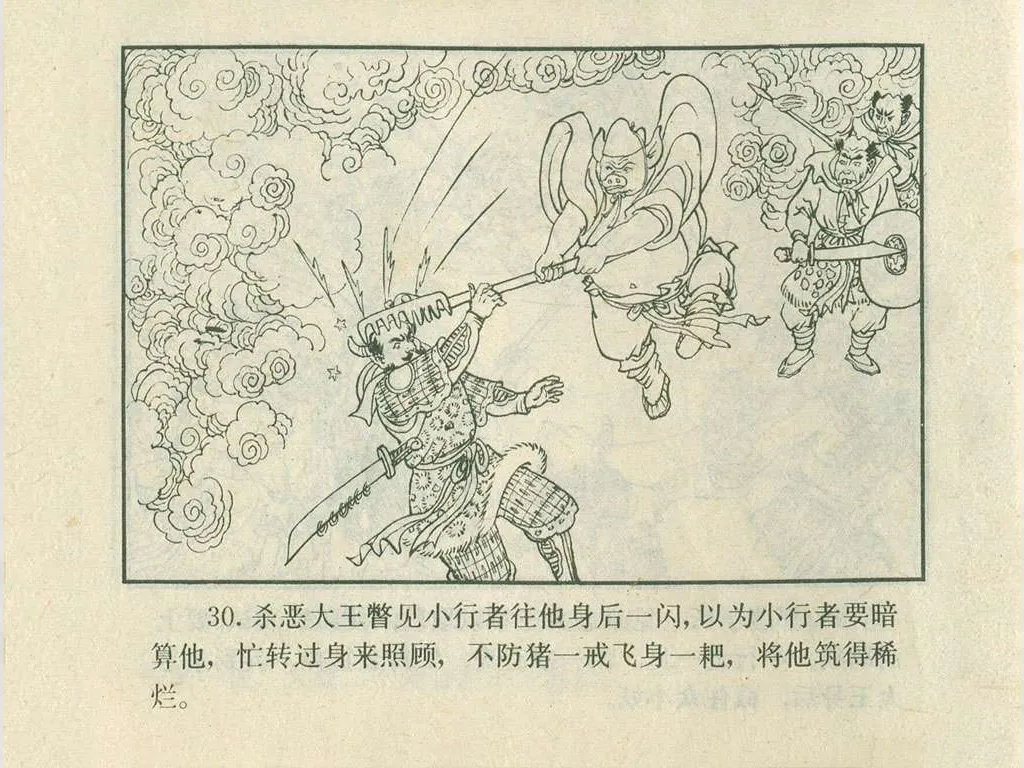 30. 杀恶大王瞥见小行者往他身后一闪，以为小行者要暗
算他，忙转过身来照顾，不防猪一戒飞身一耙，将他筑得稀
烂。